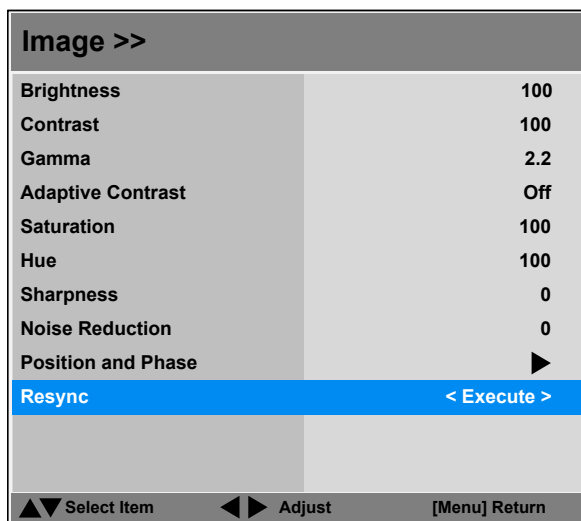 Image >>
Brightness 100
Contrast 100
Gamma 2.2
Adaptive Contrast Off
Saturation 100
Hue 100
Sharpness 0
Noise Reduction 0
Position and Phase ▶
Resync < Execute >
▲▼ Select Item ◀ ▶ Adjust [Menu] Return